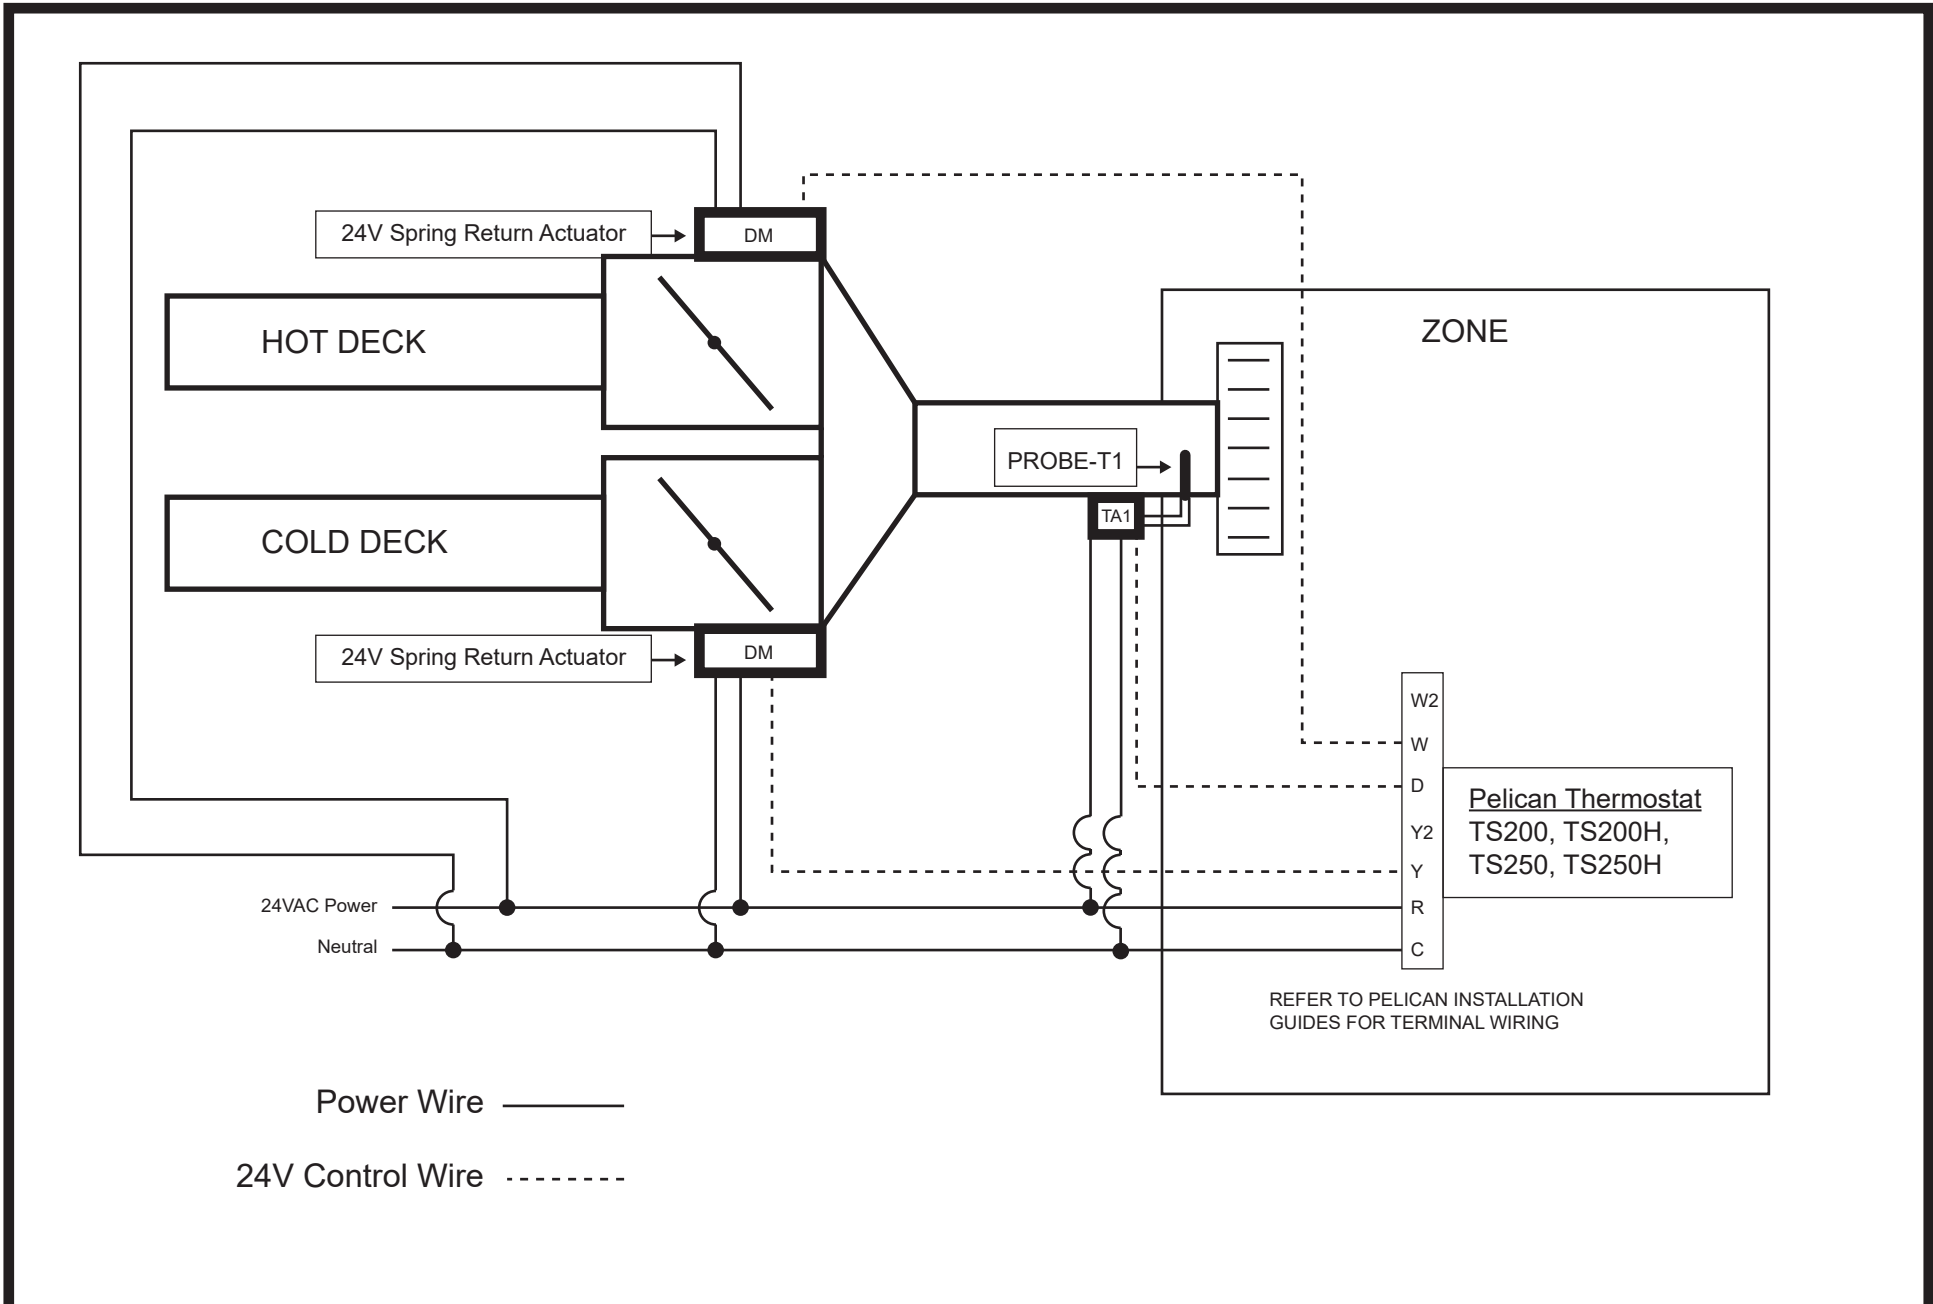 24V Spring Return Actuator
DM
HOT DECK
ZONE
PROBE-T1
TA1
COLD DECK
24V Spring Return Actuator
DM
W2
W
D
Y2
Y
R
C
Pelican Thermostat
TS200, TS200H,
TS250, TS250H
24VAC Power
Neutral
REFER TO PELICAN INSTALLATION
GUIDES FOR TERMINAL WIRING
Power Wire
24V Control Wire